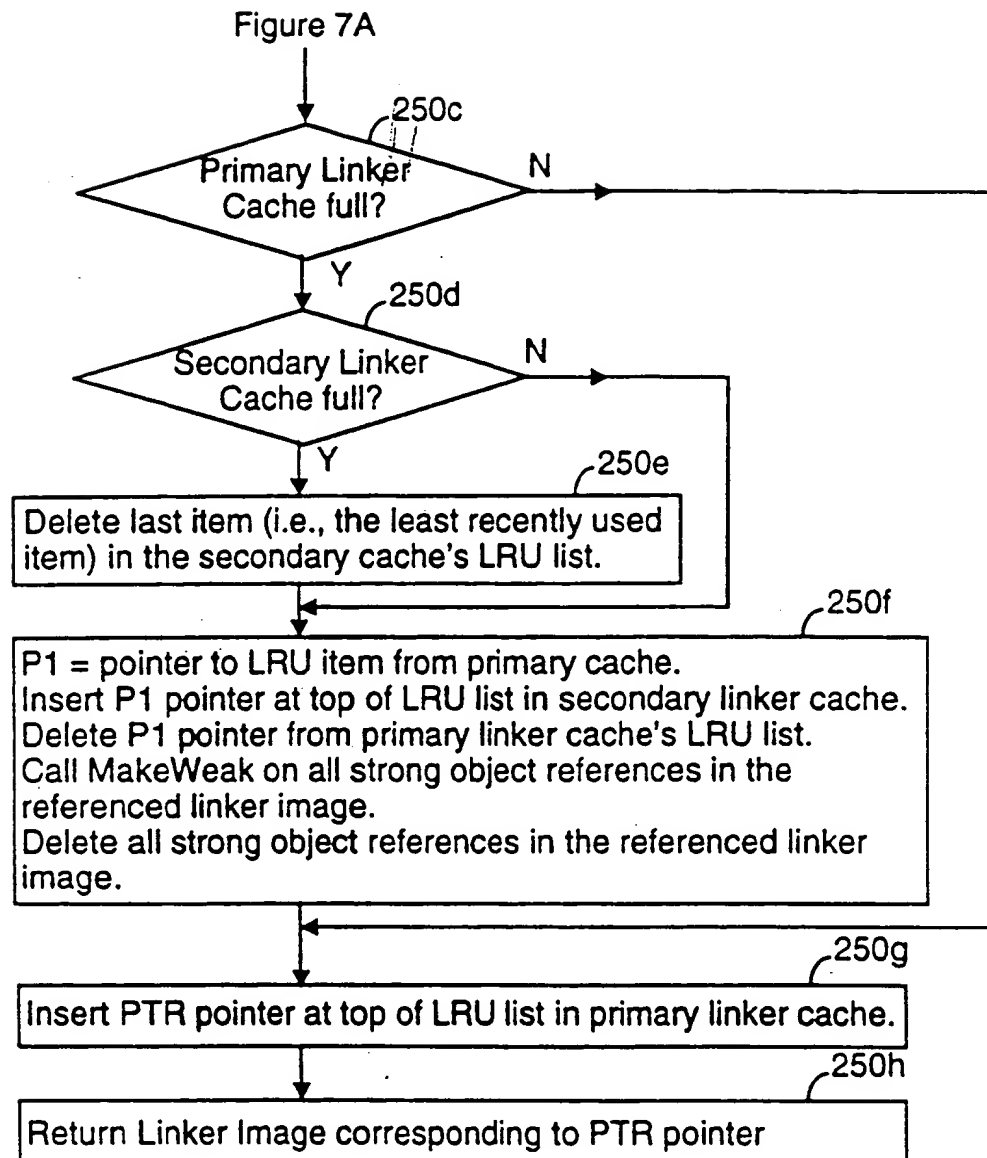 Figure 7A
250c
Primary Linker
Cache full?
N
Y
250d
Secondary Linker
Cache full?
N
Y
250e
Delete last item (i.e., the least recently used
item) in the secondary cache's LRU list.
250f
P1 = pointer to LRU item from primary cache.
Insert P1 pointer at top of LRU list in secondary linker cache.
Delete P1 pointer from primary linker cache's LRU list.
Call MakeWeak on all strong object references in the
referenced linker image.
Delete all strong object references in the referenced linker
image.
250g
Insert PTR pointer at top of LRU list in primary linker cache.
250h
Return Linker Image corresponding to PTR pointer